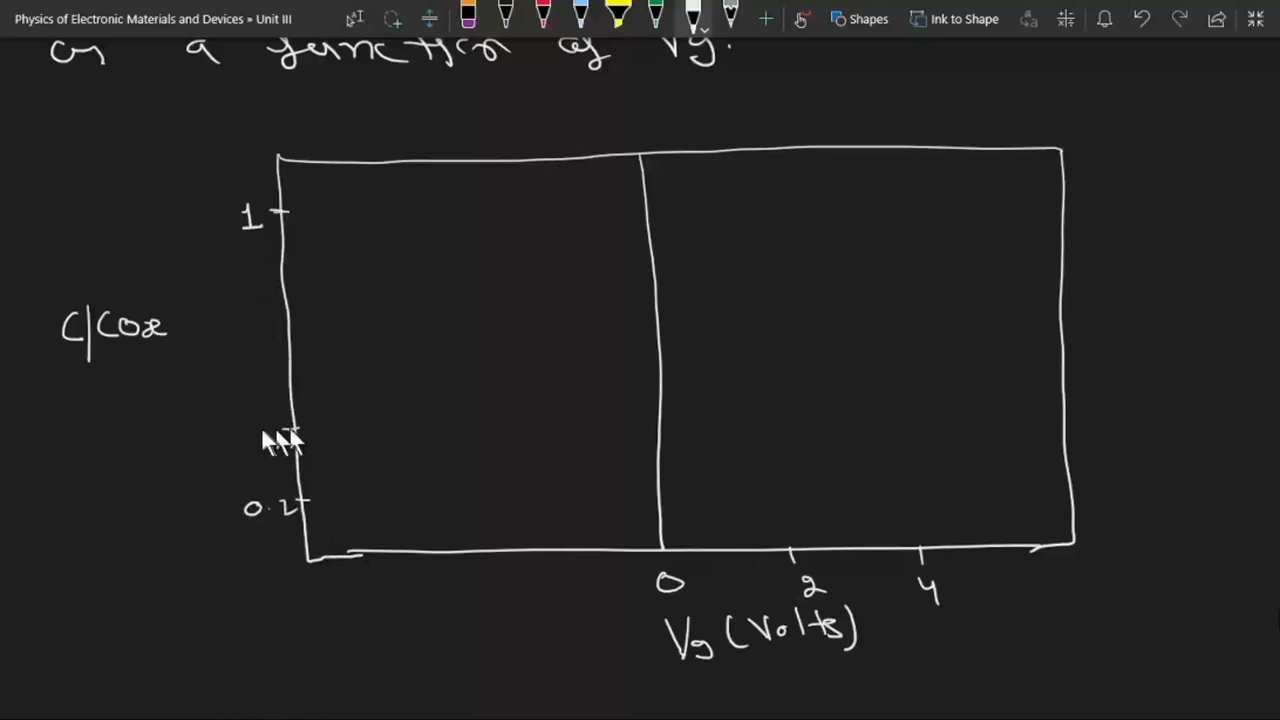 Physics of Electronic Materials and Devices » Unit III
Shapes
Ink to Shape
as a function of Vg.
1
C/Cox
0.2
0
2
4
Vg (Volts)